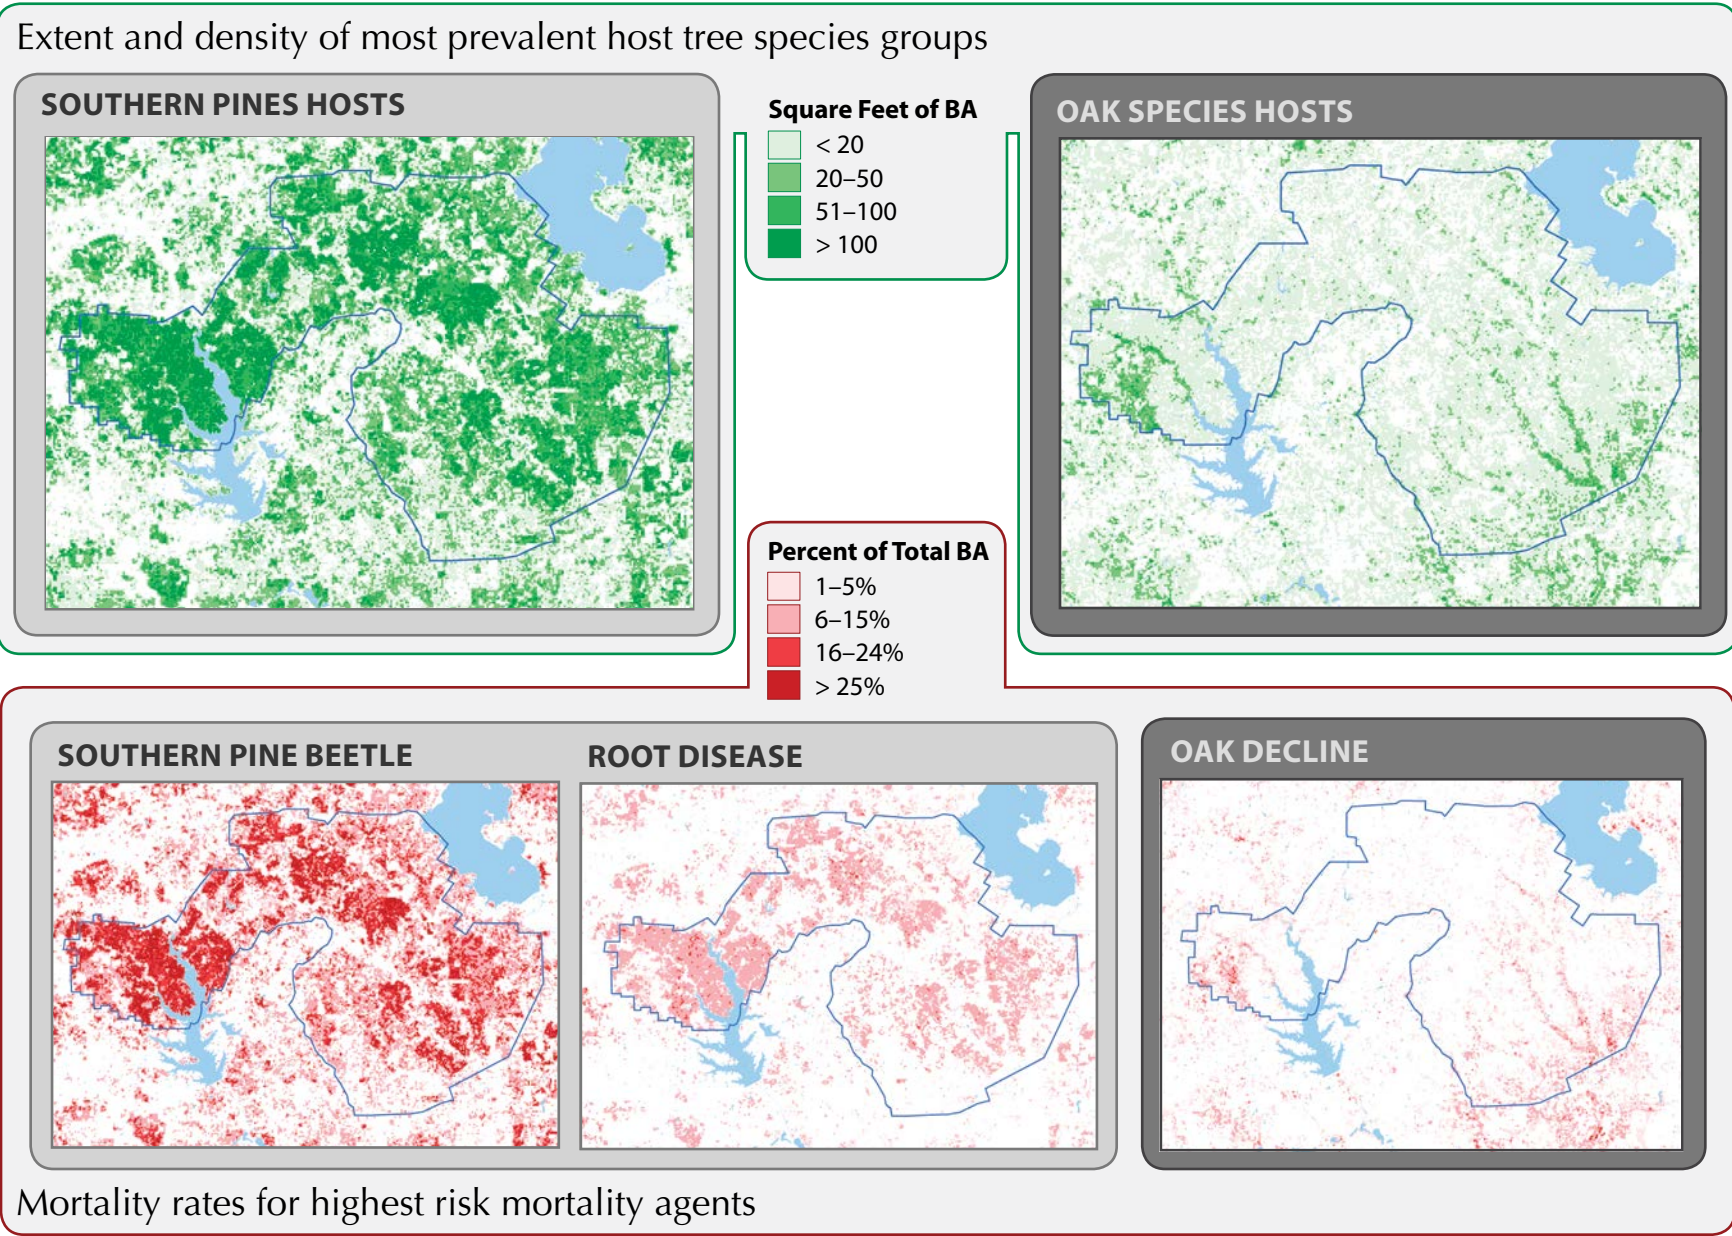 Extent and density of most prevalent host tree species groups
SOUTHERN PINES HOSTS
Square Feet of BA
< 20
20–50
51–100
> 100
OAK SPECIES HOSTS
Percent of Total BA
1–5%
6–15%
16–24%
> 25%
SOUTHERN PINE BEETLE
ROOT DISEASE
OAK DECLINE
Mortality rates for highest risk mortality agents